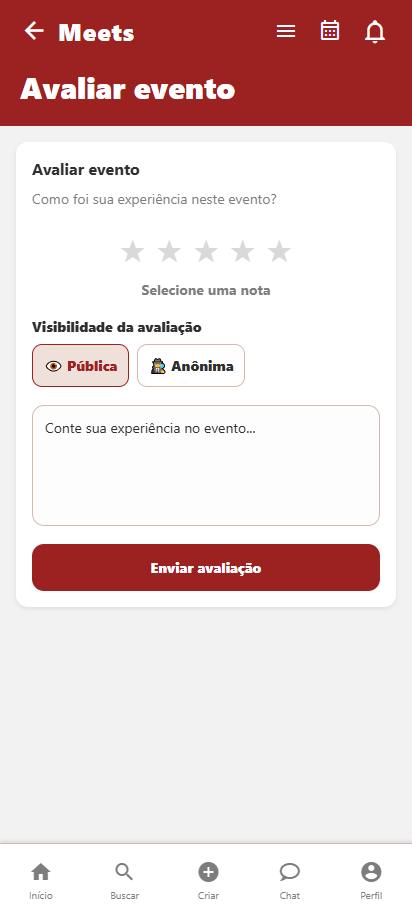 Meets
Avaliar evento
Avaliar evento
Como foi sua experiência neste evento?
Selecione uma nota
Visibilidade da avaliação
Pública
Anônima
Conte sua experiência no evento...
Enviar avaliação
Início
Buscar
Criar
Chat
Perfil